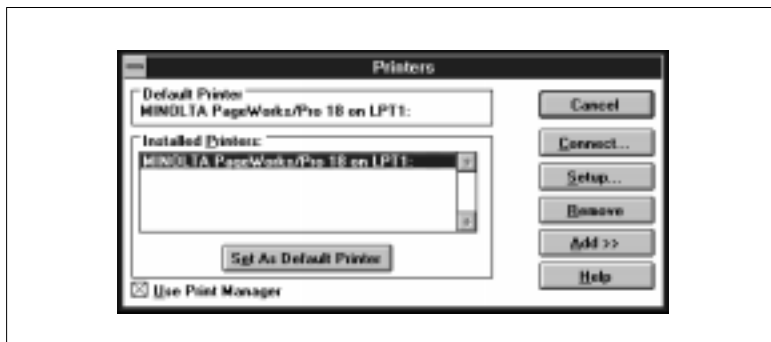 Printers
Default Printer
MINOLTA PageWorks/Pro 18 on LPT1:
Installed Printers:
MINOLTA PageWorks/Pro 18 on LPT1:
Set As Default Printer
Use Print Manager
Cancel
Connect...
Setup...
Remove
Add >>
Help